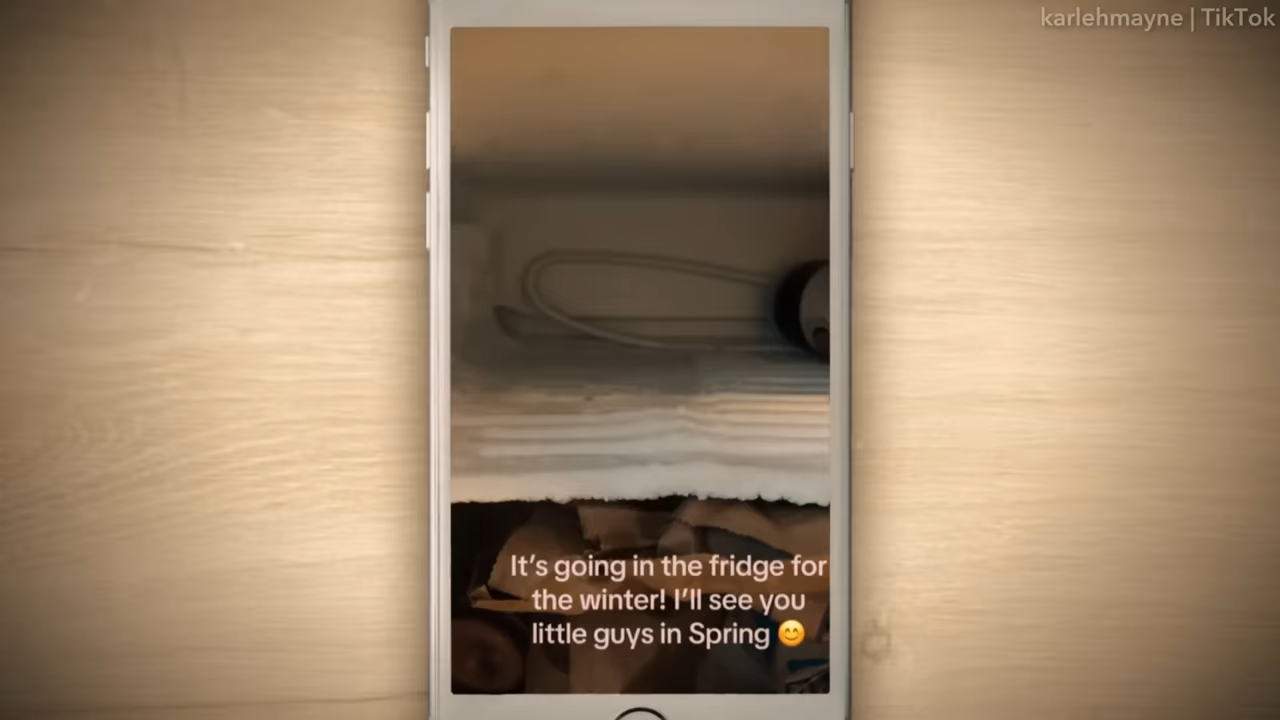 karlehmayne | TikTok
It's going in the fridge for
the winter! I'll see you
little guys in Spring 😊